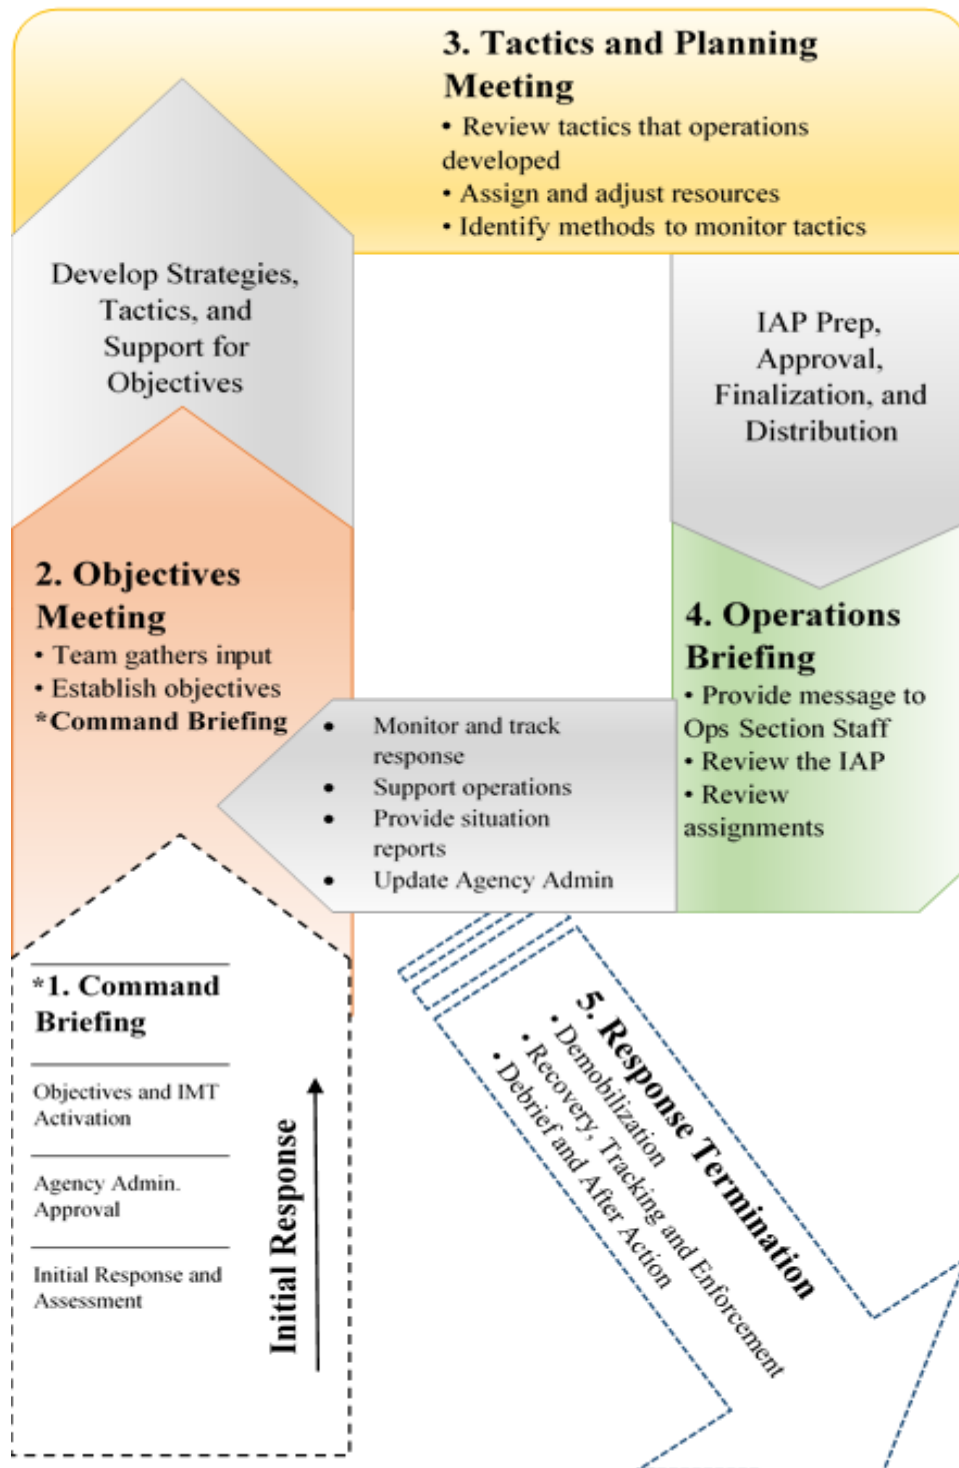 3. Tactics and Planning
Meeting
• Review tactics that operations
developed
• Assign and adjust resources
• Identify methods to monitor tactics
Develop Strategies,
Tactics, and
Support for
Objectives
IAP Prep,
Approval,
Finalization, and
Distribution
2. Objectives
Meeting
• Team gathers input
• Establish objectives
*Command Briefing
4. Operations
Briefing
• Provide message to
Ops Section Staff
• Review the IAP
• Review
assignments
• Monitor and track
response
• Support operations
• Provide situation
reports
• Update Agency Admin
*1. Command
Briefing
Objectives and IMT
Activation
Agency Admin.
Approval
Initial Response and
Assessment
Initial Response
5. Response Termination
• Demobilization
• Recovery, Tracking and Enforcement
• Debrief and After Action